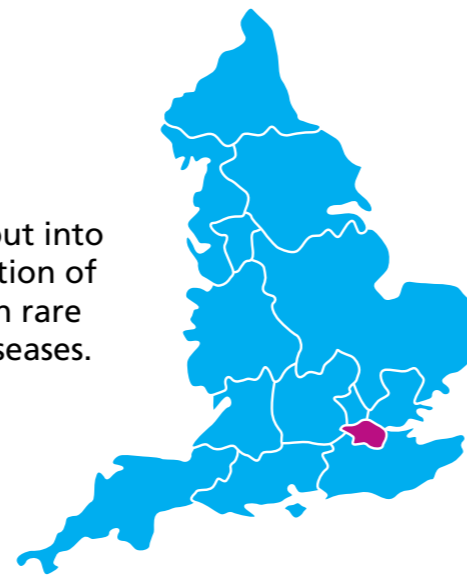 out into
tion of
n rare
seases.